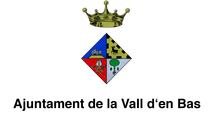 Ajuntament de la Vall d‘en Bas